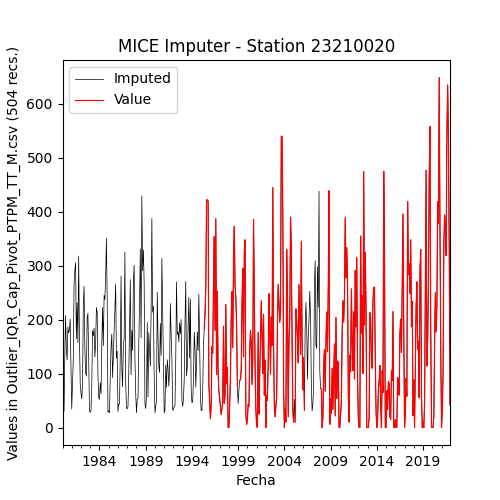 MICE Imputer - Station 23210020
Imputed
Value
Values in Outlier_IQR_Cap_Pivot_PTPM_TT_M.csv (504 recs.)
600
500
400
300
200
100
0
1984 1989 1994 1999 2004 2009 2014 2019
Fecha